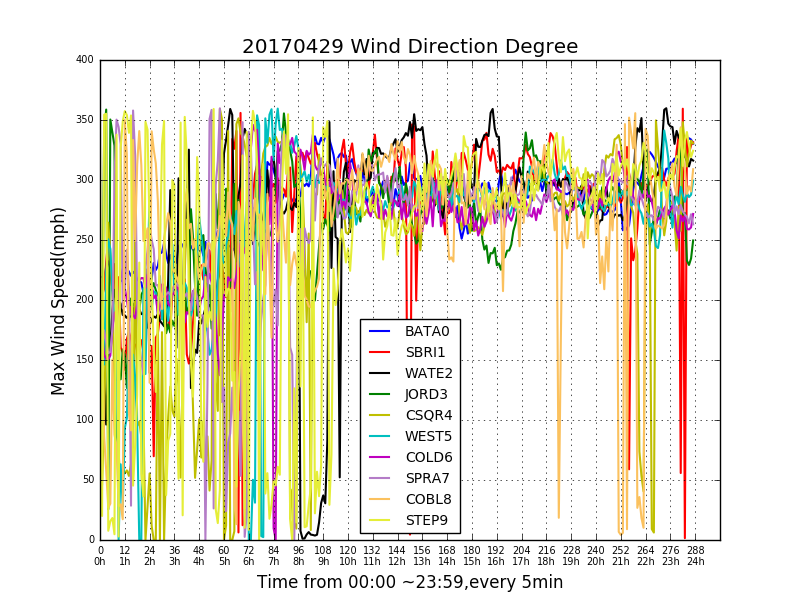 20170429 Wind Direction Degree
Max Wind Speed(mph)
400
350
300
250
200
150
100
50
0
BATA0
SBRI1
WATE2
JORD3
CSQR4
WEST5
COLD6
SPRA7
COBL8
STEP9
0 12 24 36 48 60 72 84 96 108 120 132 144 156 168 180 192 204 216 228 240 252 264 276 288
0h 1h 2h 3h 4h 5h 6h 7h 8h 9h 10h 11h 12h 13h 14h 15h 16h 17h 18h 19h 20h 21h 22h 23h 24h
Time from 00:00 ~23:59,every 5min